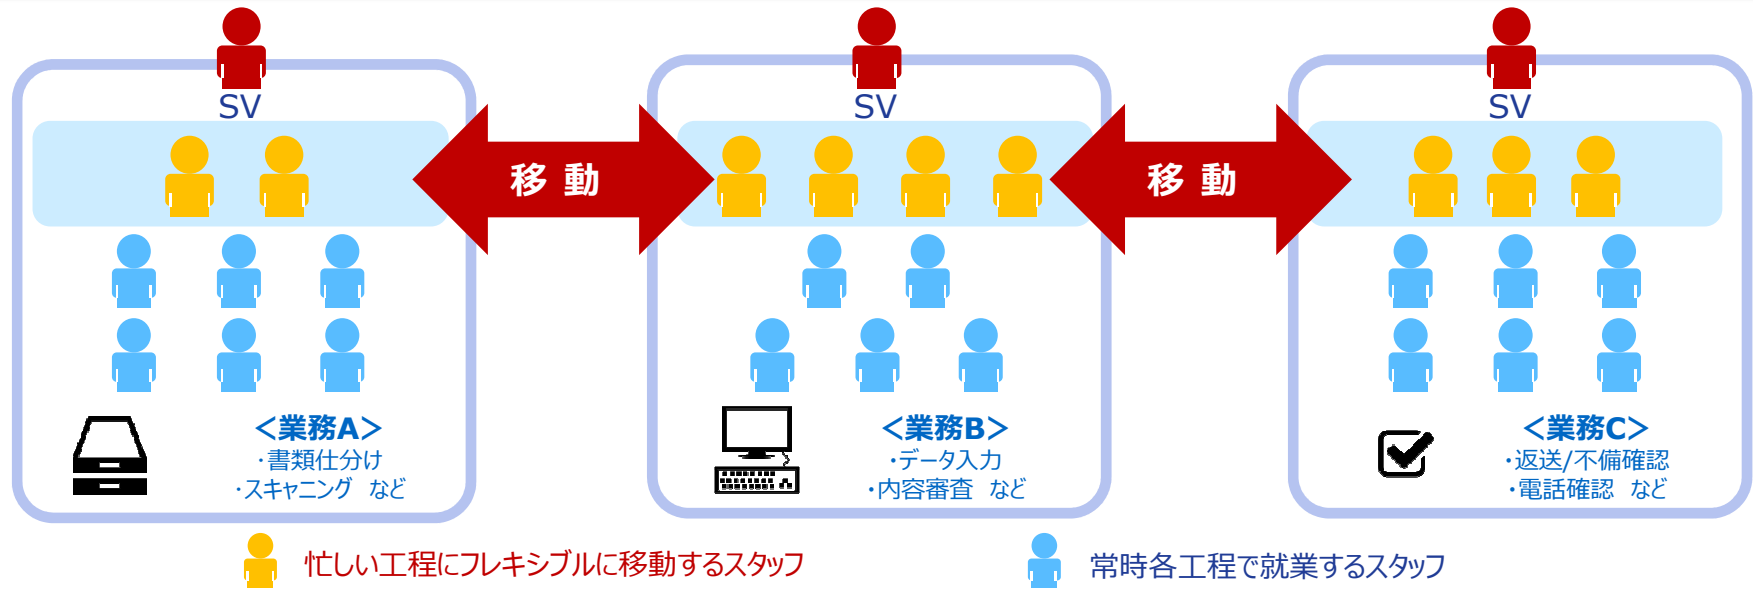 SV
SV
SV
移 動
移 動
<業務A>
・書類仕分け
・スキャニング など
<業務B>
・データ入力
・内容審査 など
<業務C>
・返送/不備確認
・電話確認 など
忙しい工程にフレキシブルに移動するスタッフ
常時各工程で就業するスタッフ